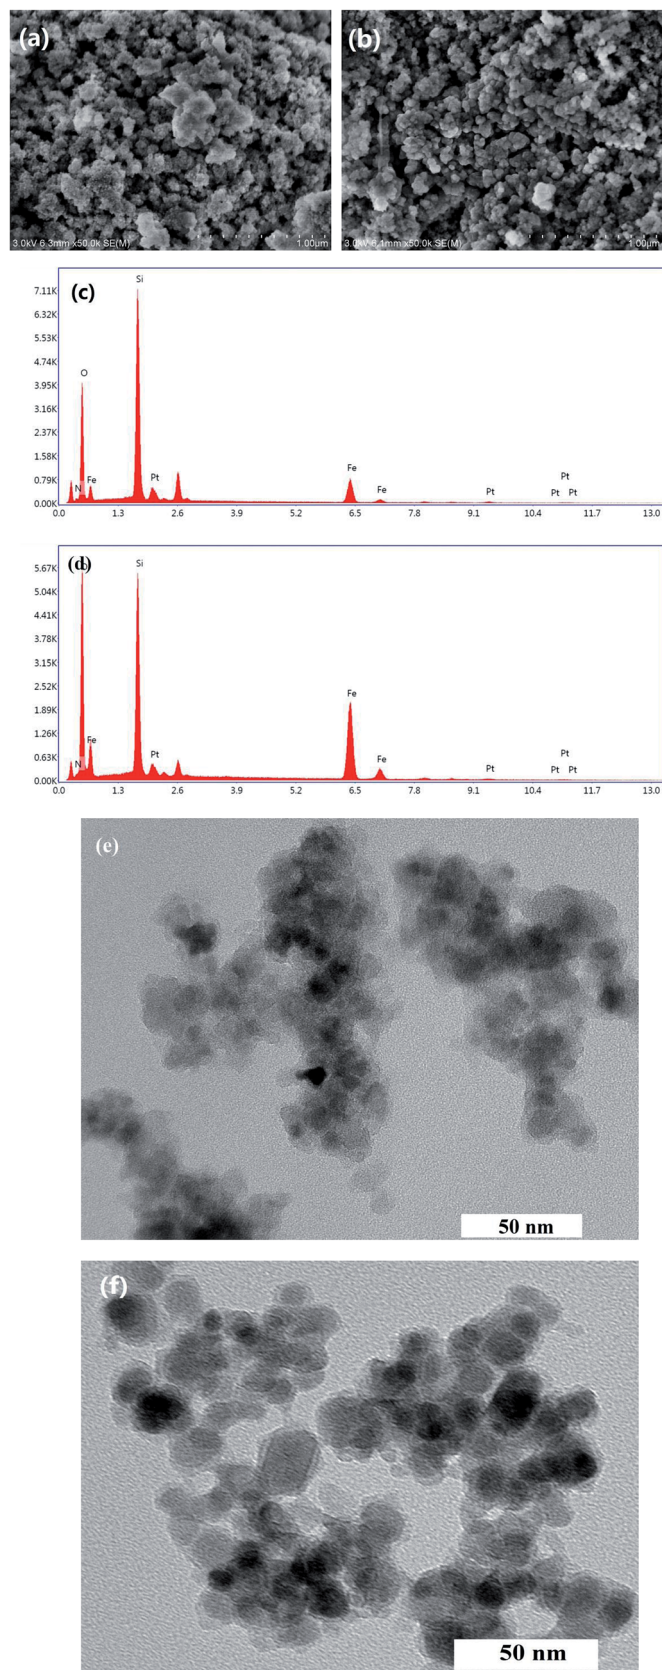 (a)
(b)
3.0kV 6.3mm x50.0k SE(M) 1.00μm
3.0kV 6.1mm x50.0k SE(M) 1.00μm
(c)
Si
7.11K
6.32K
5.53K
4.74K
O
3.95K
3.16K
2.37K
1.58K
Fe
Pt
Pt
0.79K
N
Fe
Pt
Fe
Pt
Pt
Pt
0.00K
0.0 1.3 2.6 3.9 5.2 6.5 7.8 9.1 10.4 11.7 13.0
(d)
Si
5.67K
5.04K
4.41K
3.78K
3.15K
2.52K
Fe
1.89K
1.26K
Fe
0.63K
N
Pt
Fe
Pt
Pt
Pt
Pt
0.00K
0.0 1.3 2.6 3.9 5.2 6.5 7.8 9.1 10.4 11.7 13.0
(e)
50 nm
(f)
50 nm